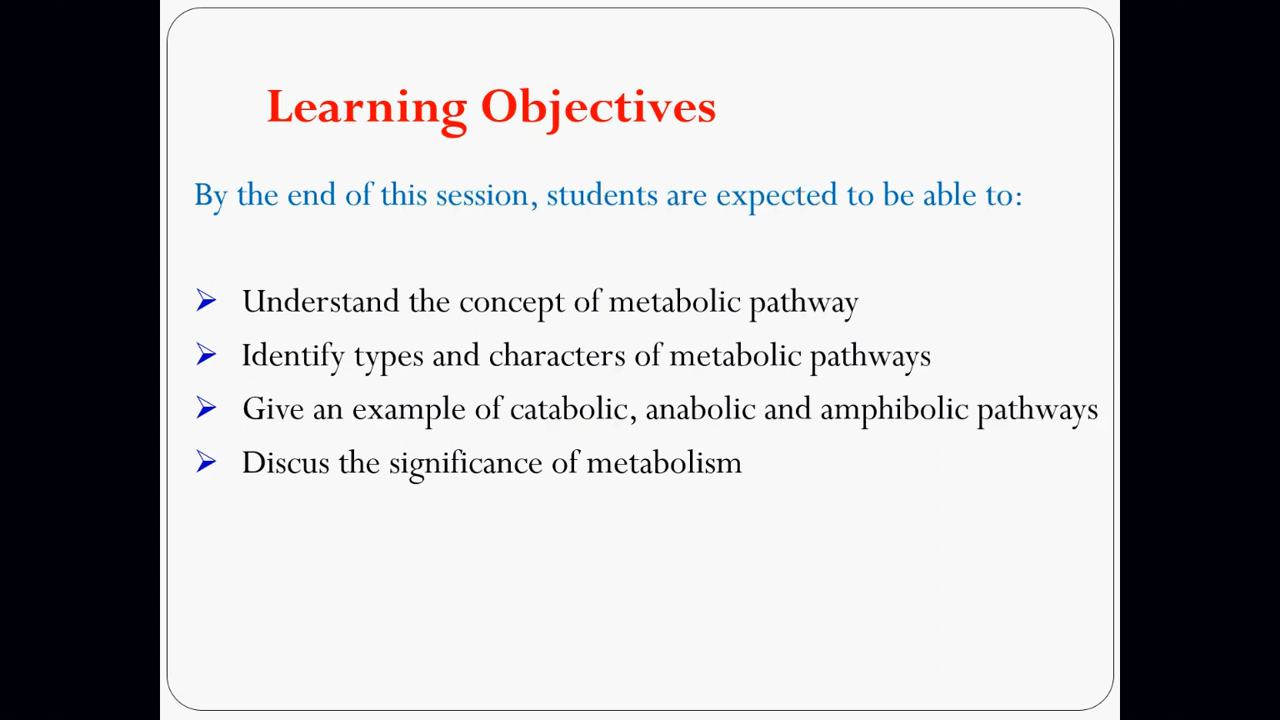 Learning Objectives
By the end of this session, students are expected to be able to:
Understand the concept of metabolic pathway
Identify types and characters of metabolic pathways
Give an example of catabolic, anabolic and amphibolic pathways
Discus the significance of metabolism